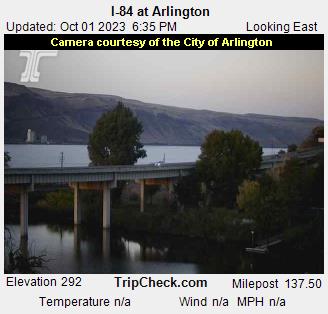 I-84 at Arlington
Updated: Oct 01 2023 6:35 PM Looking East
Camera courtesy of the City of Arlington
Elevation 292 TripCheck.com Milepost 137.50
Temperature n/a Wind n/a MPH n/a